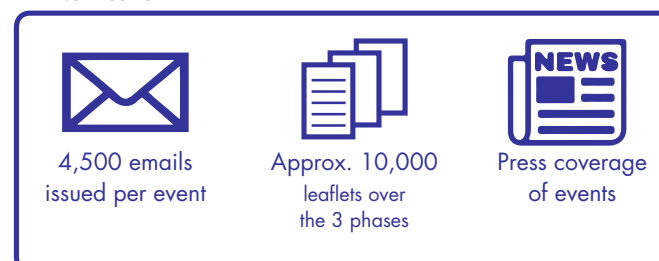 NEWS
4,500 emails
issued per event
Approx. 10,000
leaflets over
the 3 phases
Press coverage
of events